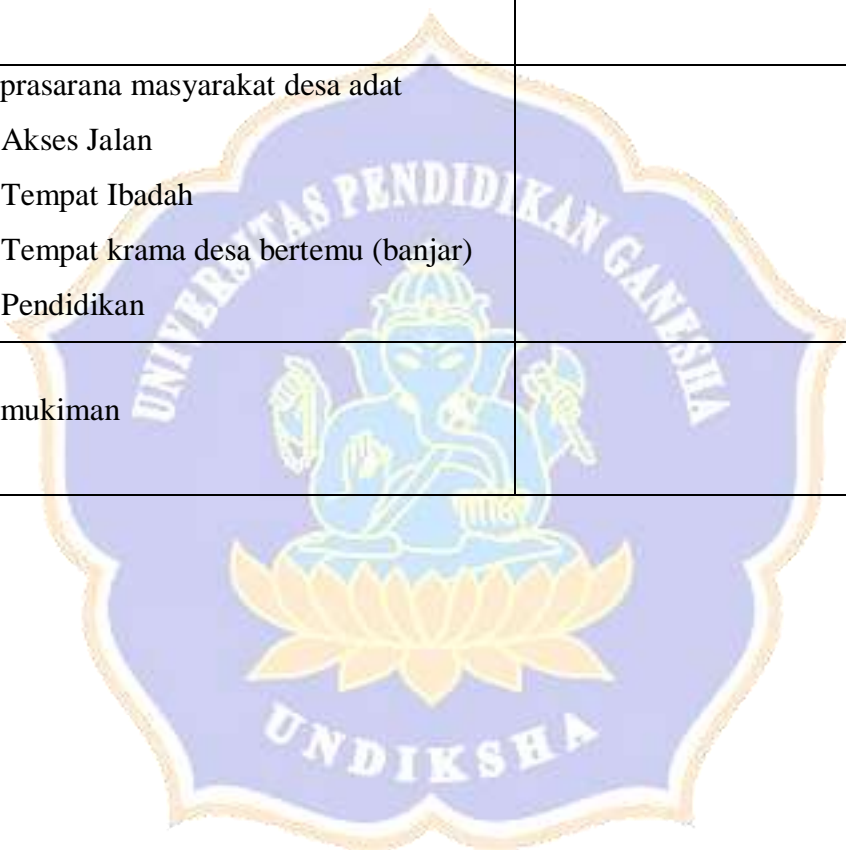 prasarana masyarakat desa adat
Akses Jalan
Tempat Ibadah
Tempat krama desa bertemu (banjar)
Pendidikan
mukiman
UNIVERSITAS PENDIDIKAN GANESHA
UNDIKSHA